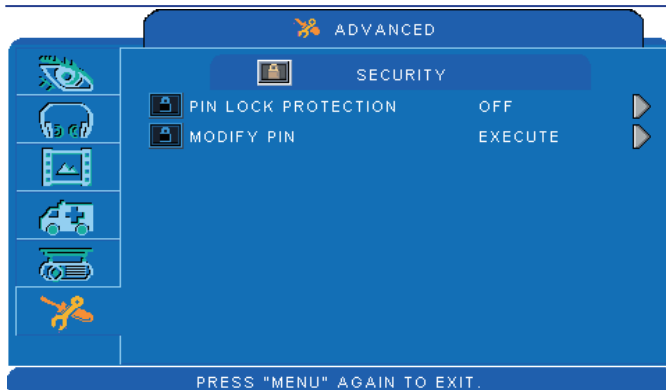 ADVANCED
SECURITY
PIN LOCK PROTECTION OFF
MODIFY PIN EXECUTE
PRESS "MENU" AGAIN TO EXIT.